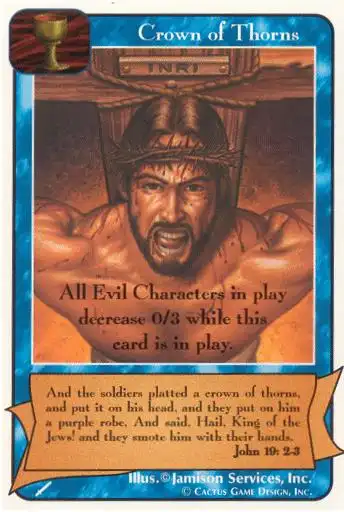 Crown of Thorns
INRI
All Evil Characters in play
decrease 0/3 while this
card is in play.
And the soldiers platted a crown of thorns,
and put it on his head, and they put on him
a purple robe, And said, Hail, King of the
Jews! and they smote him with their hands.
John 19: 2-3
Illus.©Jamison Services, Inc.
© Cactus Game Design, Inc.